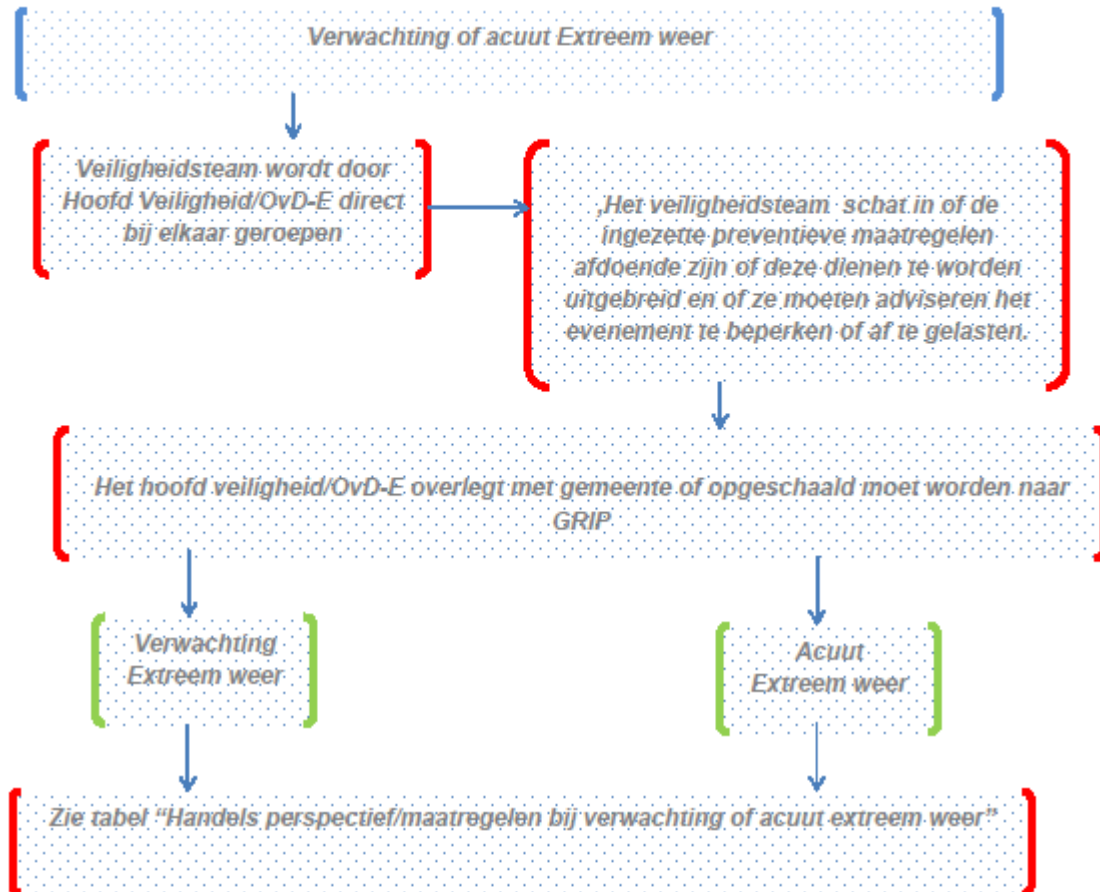 Verwachting of acuut Extreem weer
Veiligheidsteam wordt door
Hoofd Veiligheid/OvD-E direct
bij elkaar geroepen
,Het veiligheidsteam schat in of de
ingezette preventieve maatregelen
afdoende zijn of deze dienen te worden
uitgebreid en of ze moeten adviseren het
evenement te beperken of af te gelasten.
Het hoofd veiligheid/OvD-E overlegt met gemeente of opgeschaald moet worden naar
GRIP
Verwachting
Extreem weer
Acuut
Extreem weer
Zie tabel “Handels perspectief/maatregelen bij verwachting of acuut extreem weer”